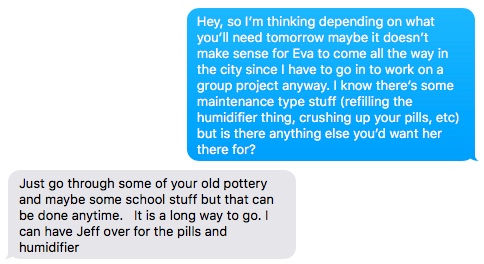 Hey, so I'm thinking depending on what
you'll need tomorrow maybe it doesn't
make sense for Eva to come all the way in
the city since I have to go in to work on a
group project anyway. I know there's some
maintenance type stuff (refilling the
humidifier thing, crushing up your pills, etc)
but is there anything else you'd want her
there for?
Just go through some of your old pottery
and maybe some school stuff but that can
be done anytime.   It is a long way to go. I
can have Jeff over for the pills and
humidifier